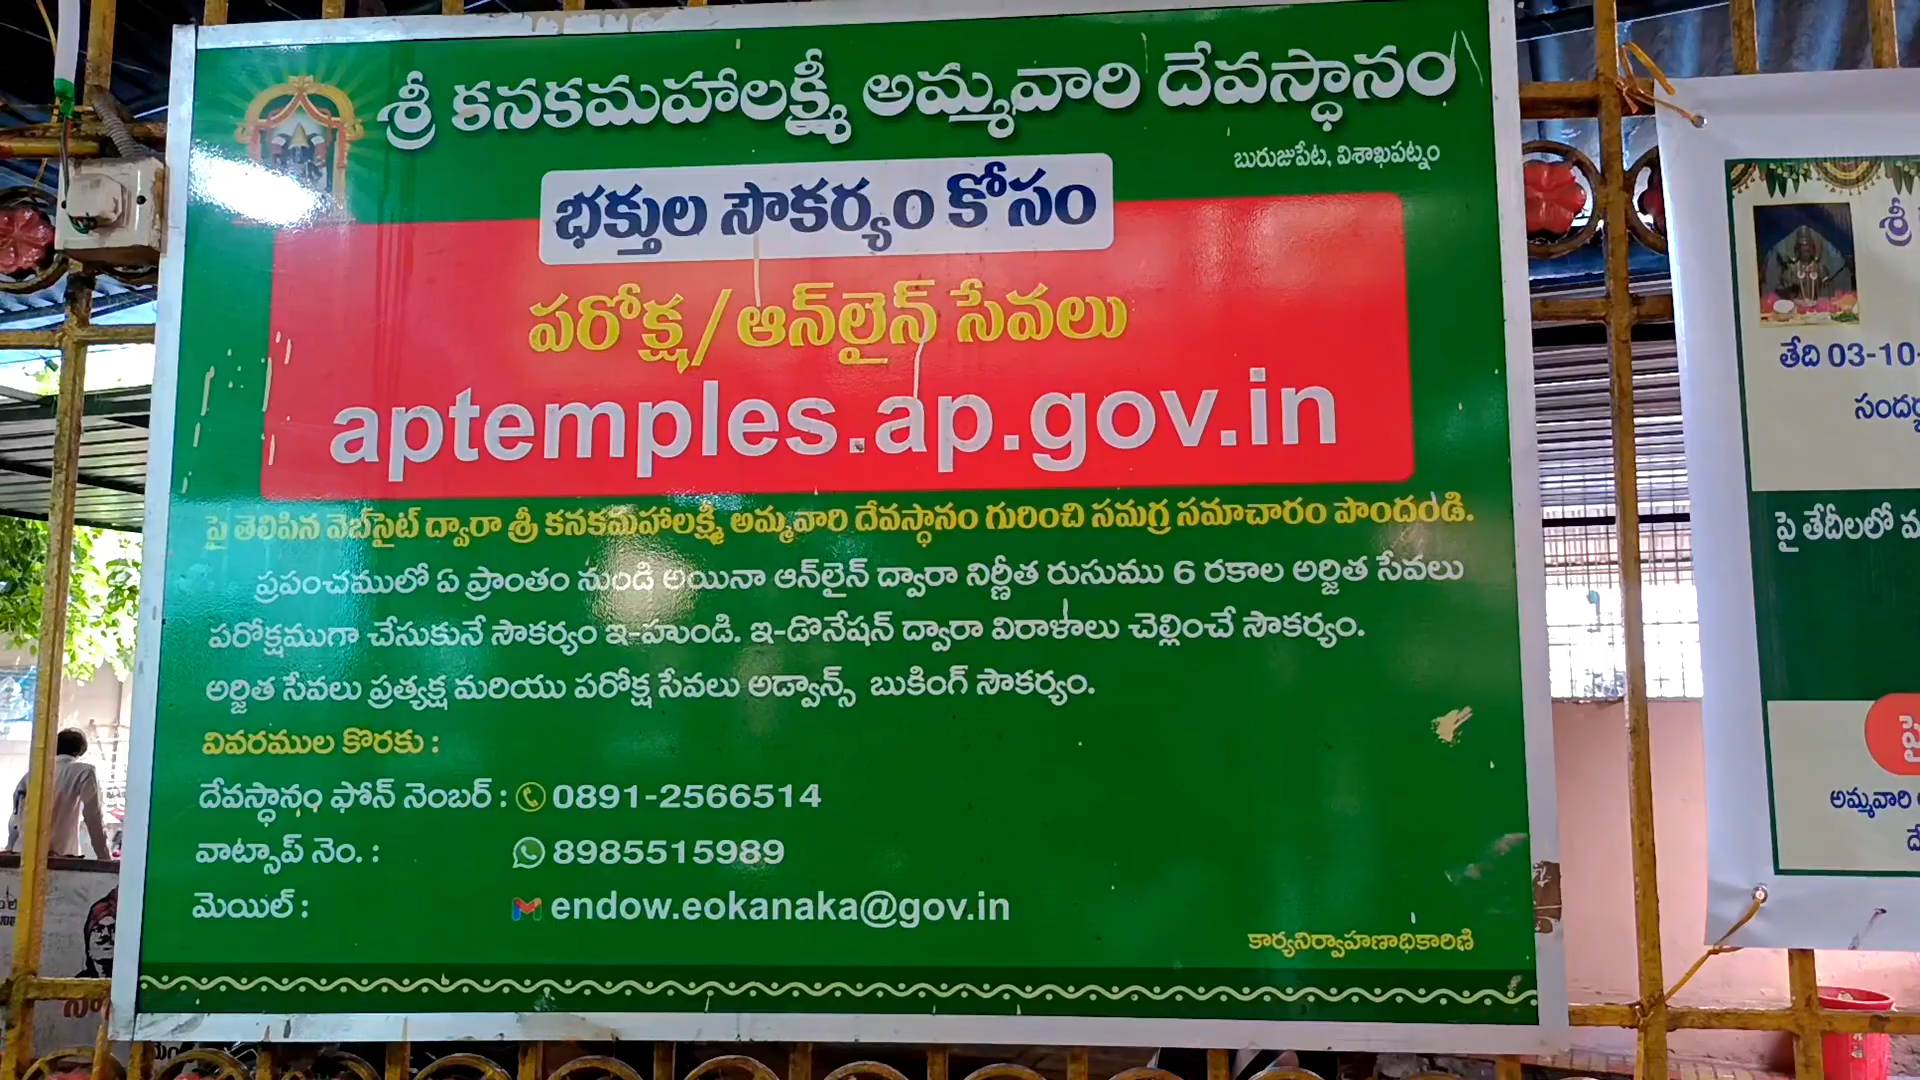 శ్రీ కనకమహాలక్ష్మీ అమ్మవారి దేవస్థానం
బురుజుపేట, విశాఖపట్నం
భక్తుల సౌకర్యం కోసం
పరోక్ష/ఆన్‌లైన్ సేవలు
aptemples.ap.gov.in
పై తెలిపిన వెబ్‌సైట్ ద్వారా శ్రీ కనకమహాలక్ష్మీ అమ్మవారి దేవస్థానం గురించి సమగ్ర సమాచారం పొందండి.
ప్రపంచములో ఏ ప్రాంతం నుండి అయినా ఆన్‌లైన్ ద్వారా నిర్ణీత రుసుము 6 రకాల అర్జిత సేవలు
పరోక్షముగా చేసుకునే సౌకర్యం ఇ-హుండి. ఇ-డొనేషన్ ద్వారా విరాళాలు చెల్లించే సౌకర్యం.
అర్జిత సేవలు ప్రత్యక్ష మరియు పరోక్ష సేవలు అడ్వాన్స్ బుకింగ్ సౌకర్యం.
వివరముల కొరకు :
దేవస్థానం ఫోన్ నెంబర్ : 0891-2566514
వాట్సాప్ నెం. : 8985515989
మెయిల్ : endow.eokanaka@gov.in
కార్యనిర్వాహణాధికారిణి
శ్రీ
తేది 03-10-
పై తేదీలలో
అమ్మవారి